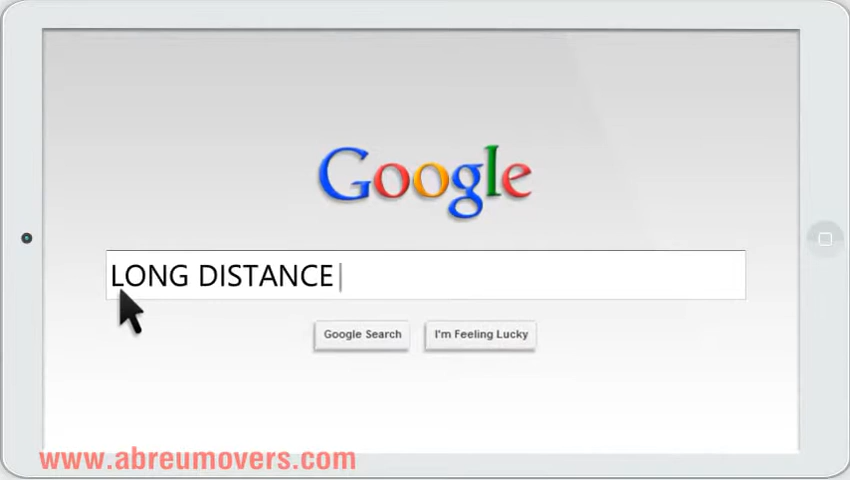 Google
LONG DISTANCE
Google Search
I'm Feeling Lucky
www.abreumovers.com